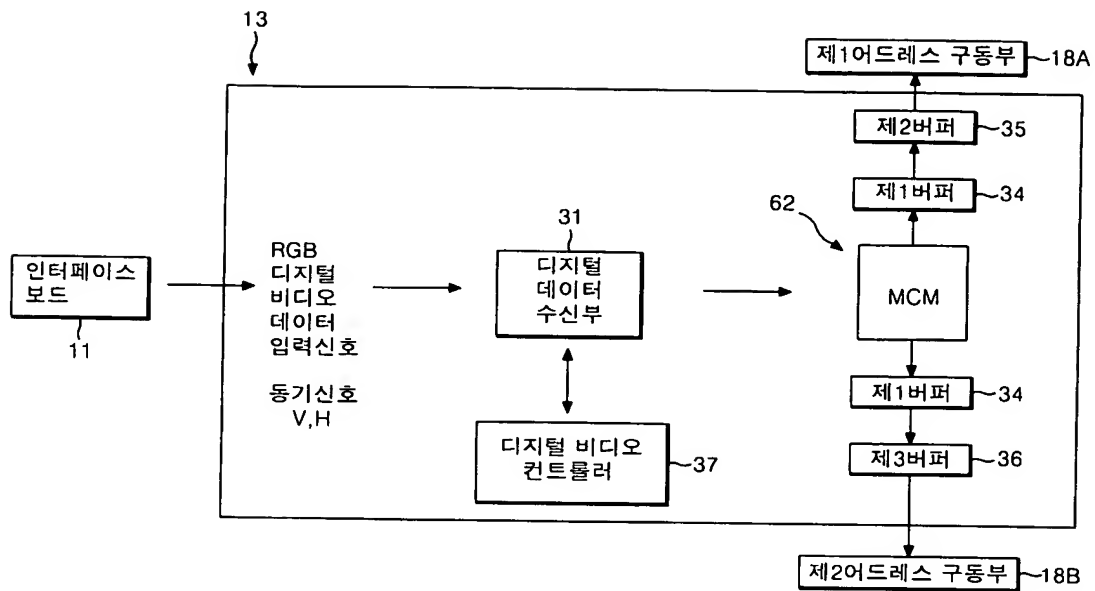 13
제1어드레스 구동부
18A
제2버퍼
35
제1버퍼
34
62
MCM
인터페이스
보드
11
RGB
디지털
비디오
데이터
입력신호
동기신호
V,H
31
디지털
데이터
수신부
디지털 비디오
컨트롤러
37
제1버퍼
34
제3버퍼
36
제2어드레스 구동부
18B